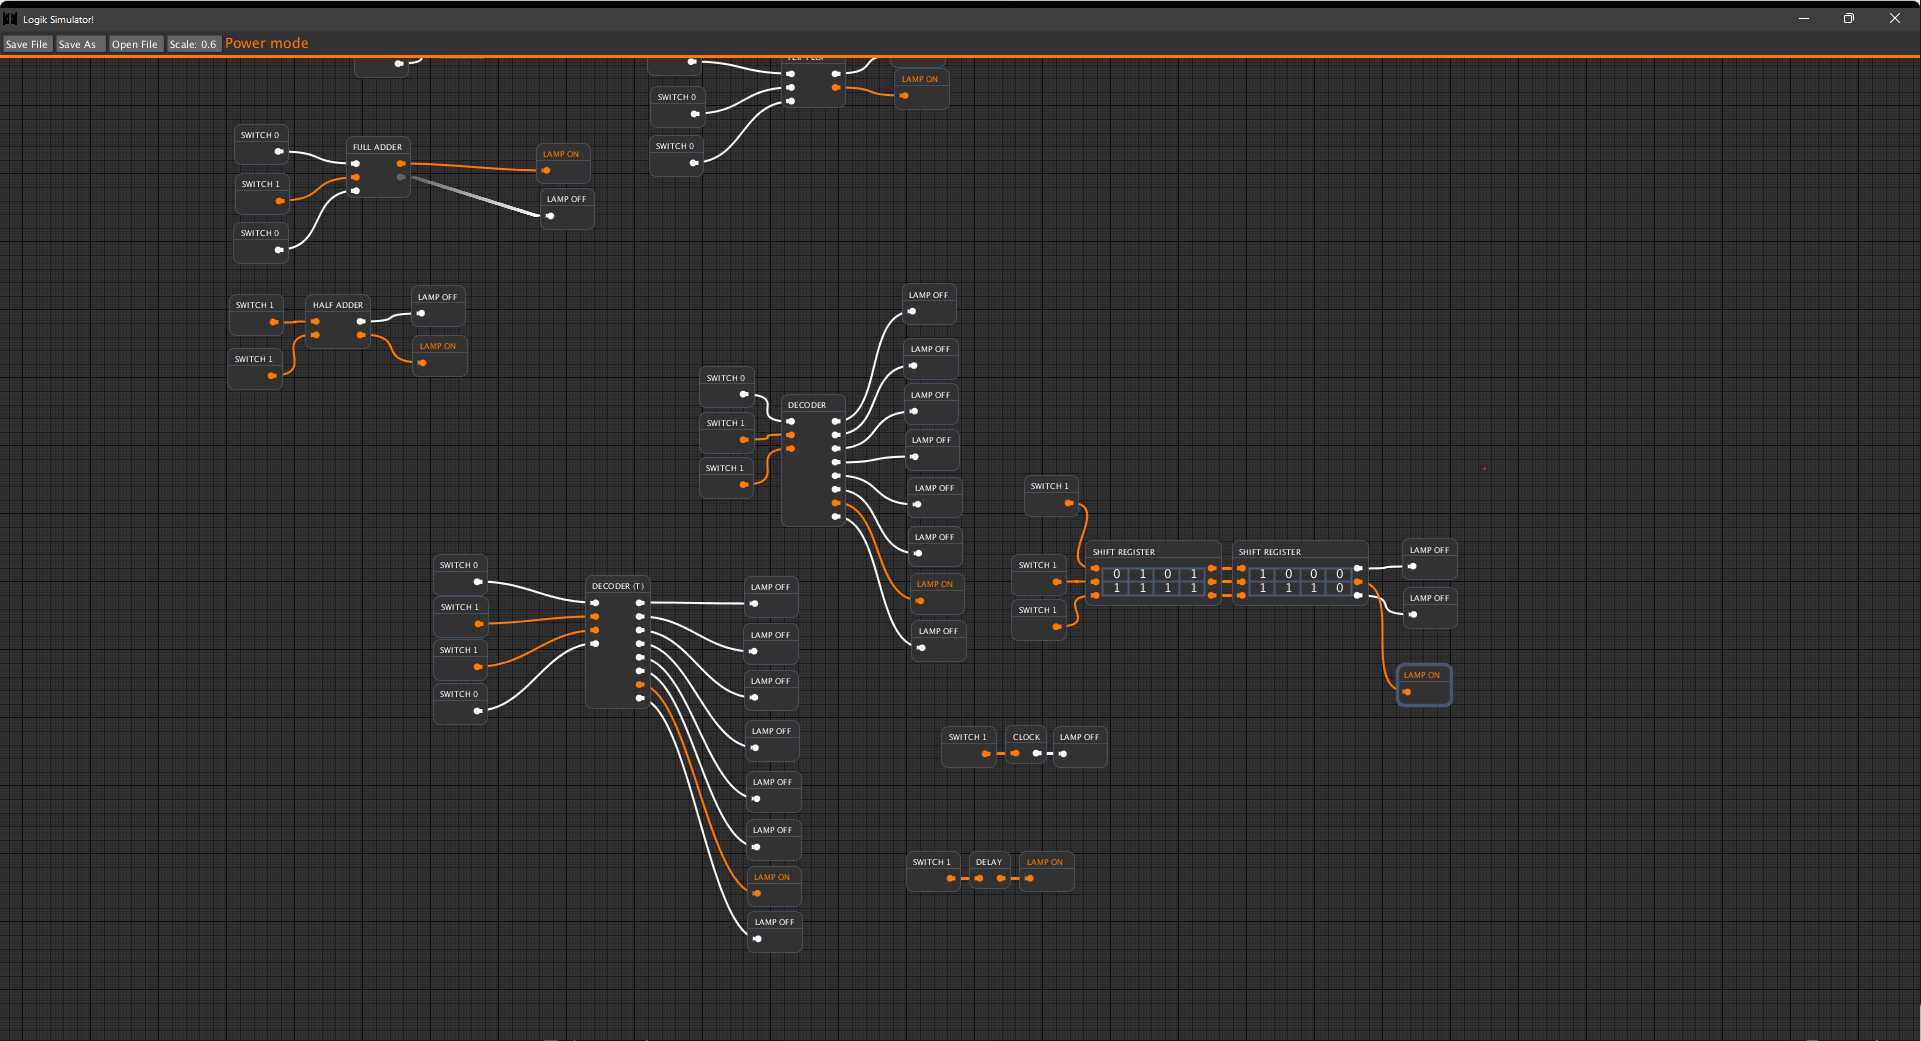 Logik Simulator!
Save File
Save As
Open File
Scale: 0.6
Power mode
LAMP ON
SWITCH 0
SWITCH 0
SWITCH 0
SWITCH 1
SWITCH 0
FULL ADDER
LAMP ON
LAMP OFF
SWITCH 1
SWITCH 1
HALF ADDER
LAMP OFF
LAMP ON
SWITCH 0
SWITCH 1
SWITCH 1
DECODER
LAMP OFF
LAMP OFF
LAMP OFF
LAMP OFF
LAMP OFF
LAMP OFF
LAMP ON
LAMP OFF
SWITCH 0
SWITCH 1
SWITCH 1
SWITCH 0
DECODER (T)
LAMP OFF
LAMP OFF
LAMP OFF
LAMP OFF
LAMP OFF
LAMP OFF
LAMP ON
LAMP OFF
SWITCH 1
SWITCH 1
SWITCH 1
SHIFT REGISTER
0 1 0 1
1 1 1 1
SHIFT REGISTER
1 0 0 0
1 1 1 0
LAMP OFF
LAMP OFF
LAMP ON
SWITCH 1
CLOCK
LAMP OFF
SWITCH 1
DELAY
LAMP ON